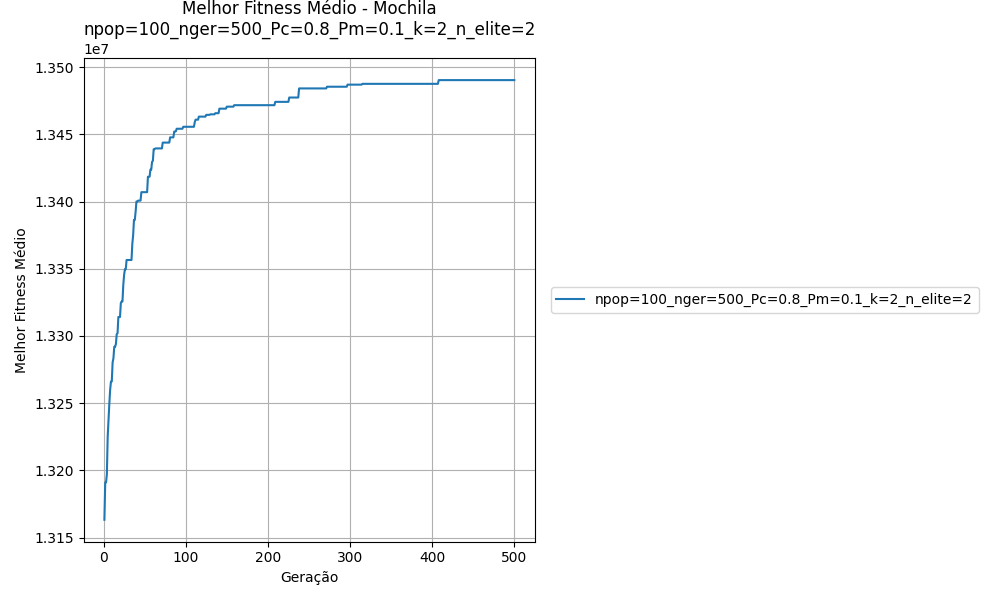 Melhor Fitness Médio - Mochila
npop=100_nger=500_Pc=0.8_Pm=0.1_k=2_n_elite=2
1e7
1.350
1.345
1.340
1.335
1.330
1.325
1.320
1.315
Melhor Fitness Médio
0 100 200 300 400 500
Geração
npop=100_nger=500_Pc=0.8_Pm=0.1_k=2_n_elite=2